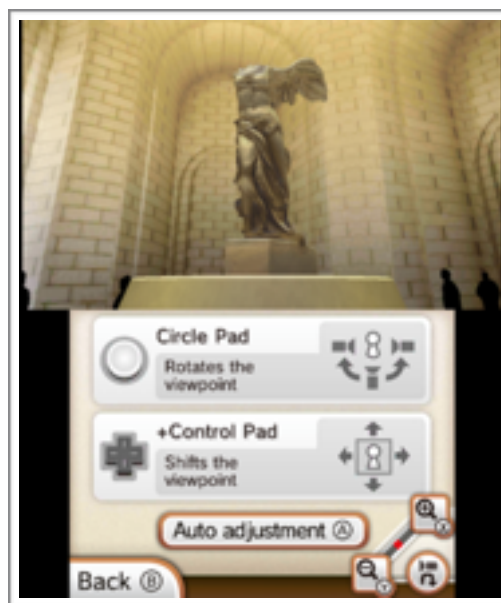 Circle Pad
Rotates the
viewpoint
+Control Pad
Shifts the
viewpoint
Auto adjustment Ⓐ
Ⓧ
Back Ⓑ
Ⓨ